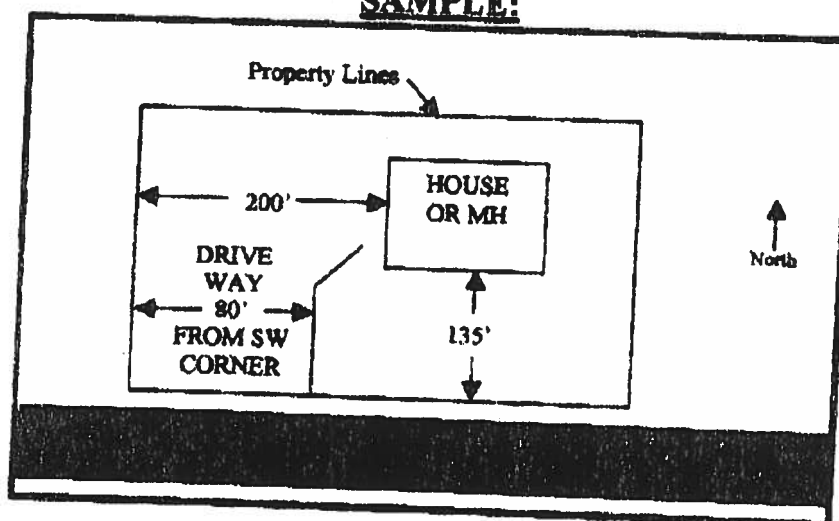 SAMPLE:
Property Lines
HOUSE
OR MH
200'
North
DRIVE
WAY
80'
FROM SW
CORNER
135'